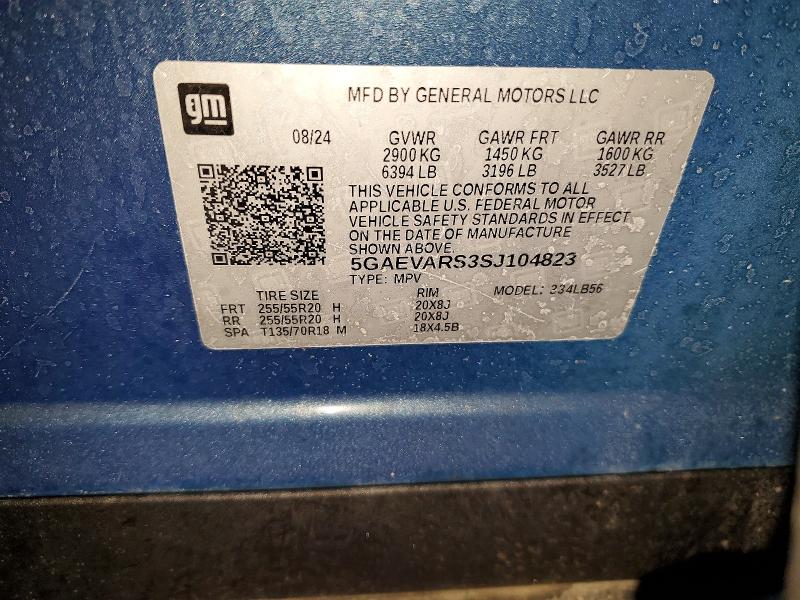 gm
MFD BY GENERAL MOTORS LLC
08/24 GVWR GAWR FRT GAWR RR
2900 KG 1450 KG 1600 KG
6394 LB 3196 LB 3527 LB
THIS VEHICLE CONFORMS TO ALL
APPLICABLE U.S. FEDERAL MOTOR
VEHICLE SAFETY STANDARDS IN EFFECT
ON THE DATE OF MANUFACTURE
SHOWN ABOVE.
5GAEVARS3SJ104823
TYPE: MPV MODEL: 234LB56
TIRE SIZE RIM
FRT 255/55R20 H 20X8J
RR 255/55R20 H 20X8J
SPA T135/70R18 M 18X4.5B